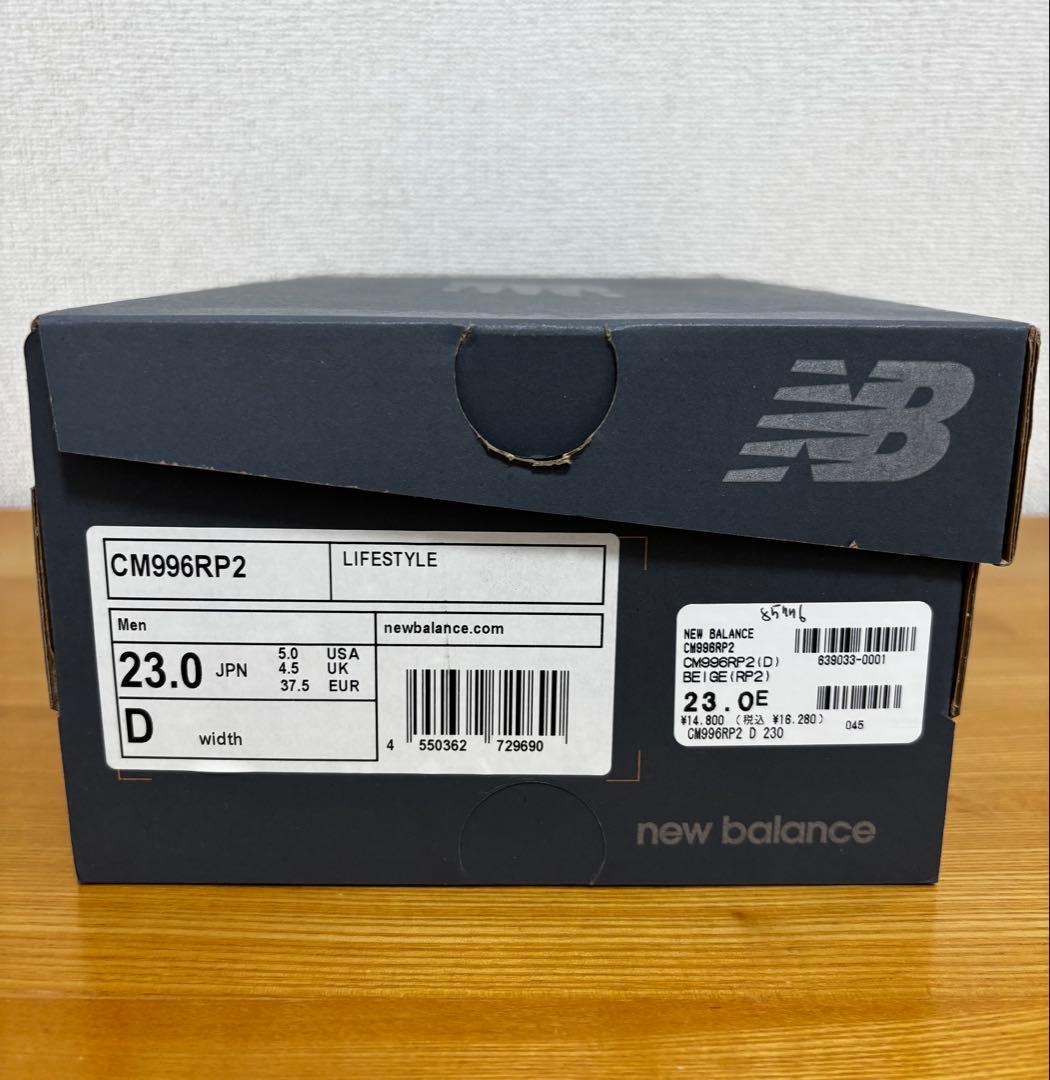 NB
CM996RP2
LIFESTYLE
Men
newbalance.com
23.0 JPN
5.0 USA
4.5 UK
37.5 EUR
D width
4 550362 729690
NEW BALANCE
CM996RP2
CM996RP2(D)
639033-0001
BEIGE(RP2)
23.0E
¥14.800 (税込 ¥16.280)
045
CM996RP2 D 230
new balance